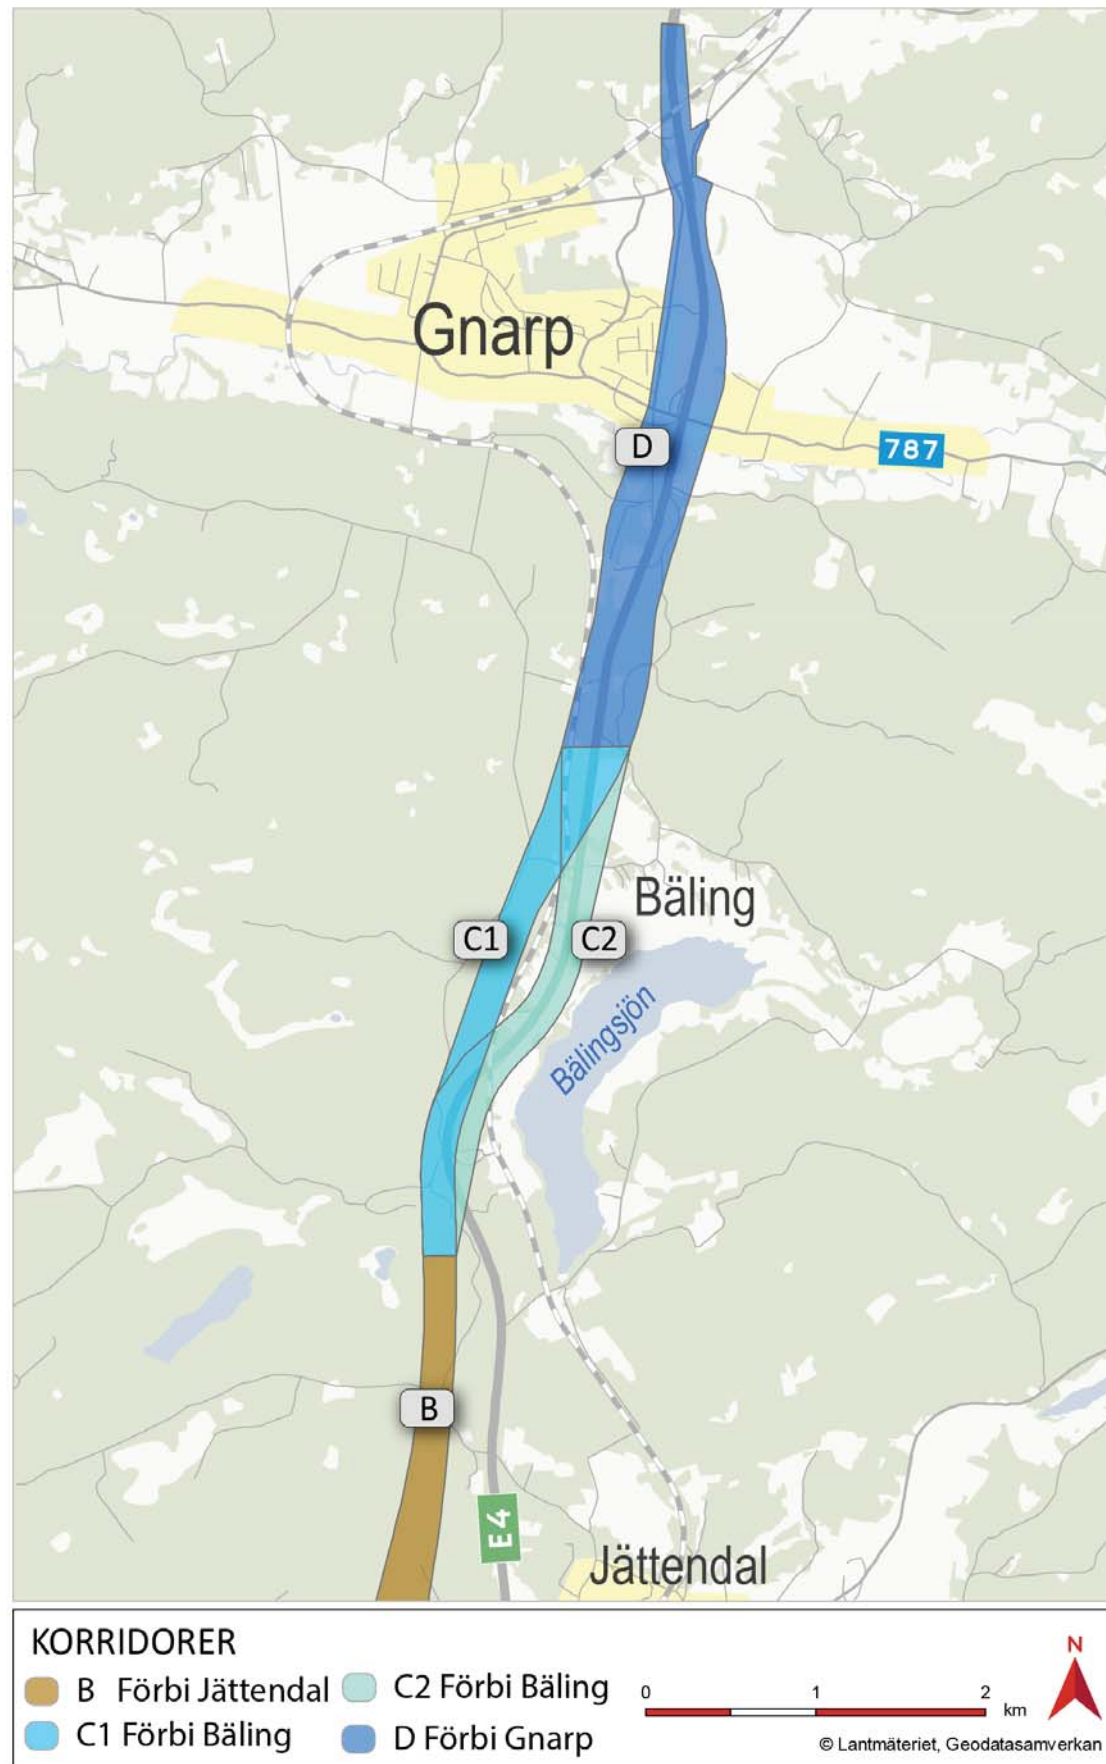 Gnarp
D
787
Bäling
C1
C2
Bälingsjön
B
E4
Jättendal
KORRIDORER
B Förbi Jättendal
C1 Förbi Bäling
C2 Förbi Bäling
D Förbi Gnarp
0 1 2
km
N
© Lantmäteriet, Geodatasamverkan